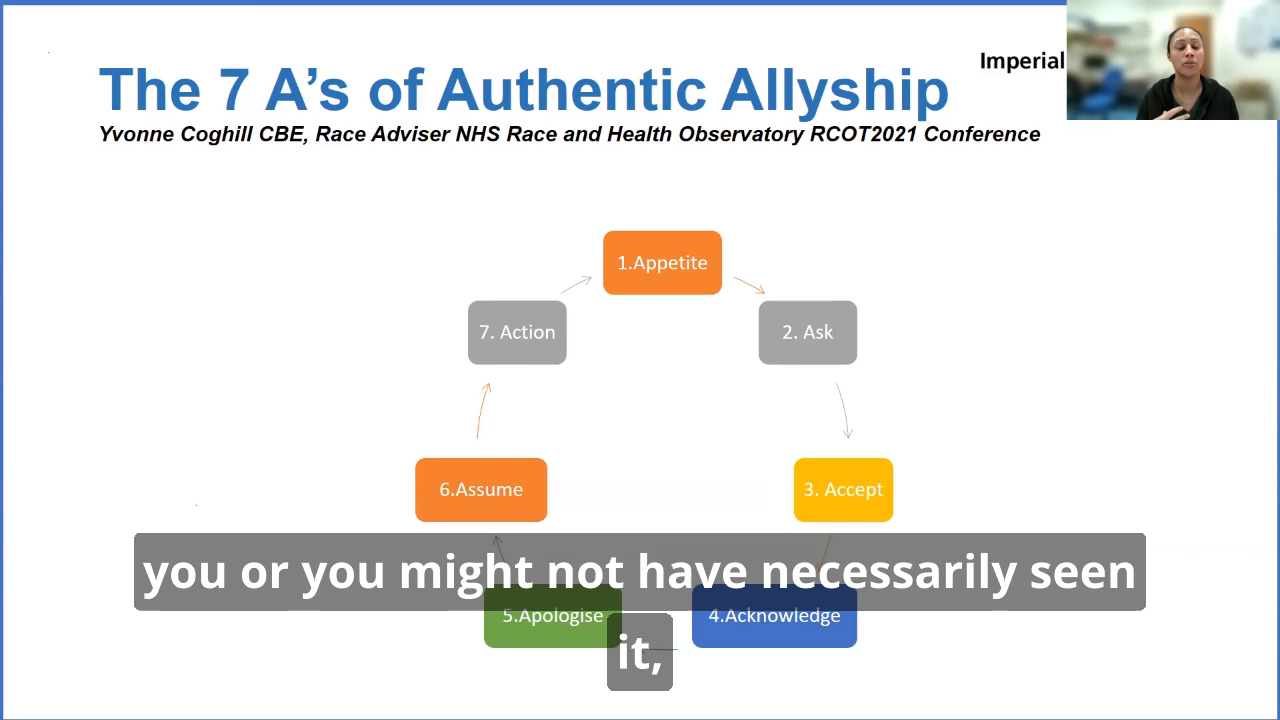 The 7 A’s of Authentic Allyship
Imperial
Yvonne Coghill CBE, Race Adviser NHS Race and Health Observatory RCOT2021 Conference
1.Appetite
2. Ask
3. Accept
4.Acknowledge
5.Apologise
6.Assume
7. Action
you or you might not have necessarily seen
it,